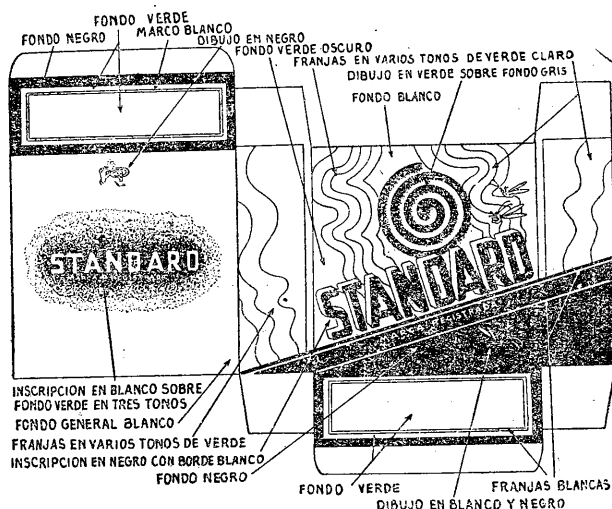 FONDO VERDE
FONDO NEGRO
MARCO BLANCO
DIBUJO EN NEGRO
FONDO VERDE OSCURO
FRANJAS EN VARIOS TONOS DE VERDE CLARO
DIBUJO EN VERDE SOBRE FONDO GRIS
FONDO BLANCO
STANDARD
STANDARD
INSCRIPCION EN BLANCO SOBRE
FONDO VERDE EN TRES TONOS
FONDO GENERAL BLANCO
FRANJAS EN VARIOS TONOS DE VERDE
INSCRIPCION EN NEGRO CON BORDE BLANCO
FONDO NEGRO
FONDO VERDE
FRANJAS BLANCAS
DIBUJO EN BLANCO Y NEGRO